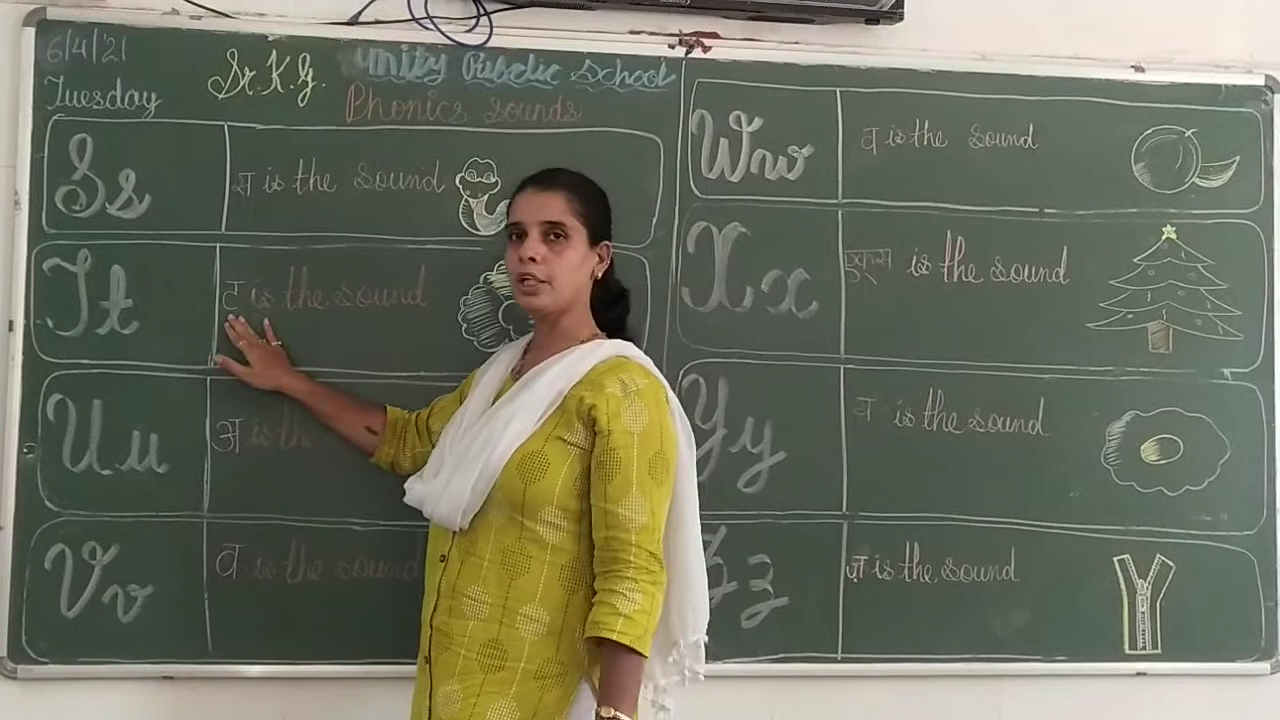 6/4/'21
Tuesday
Sr.K.G.
Unity Public School
Phonics Sounds
Ss
स is the sound
Tt
ट is the sound
Uu
अ is the
Vv
व is the sound
Ww
व is the sound
Xx
is the sound
Yy
य is the sound
Zz
ज is the sound